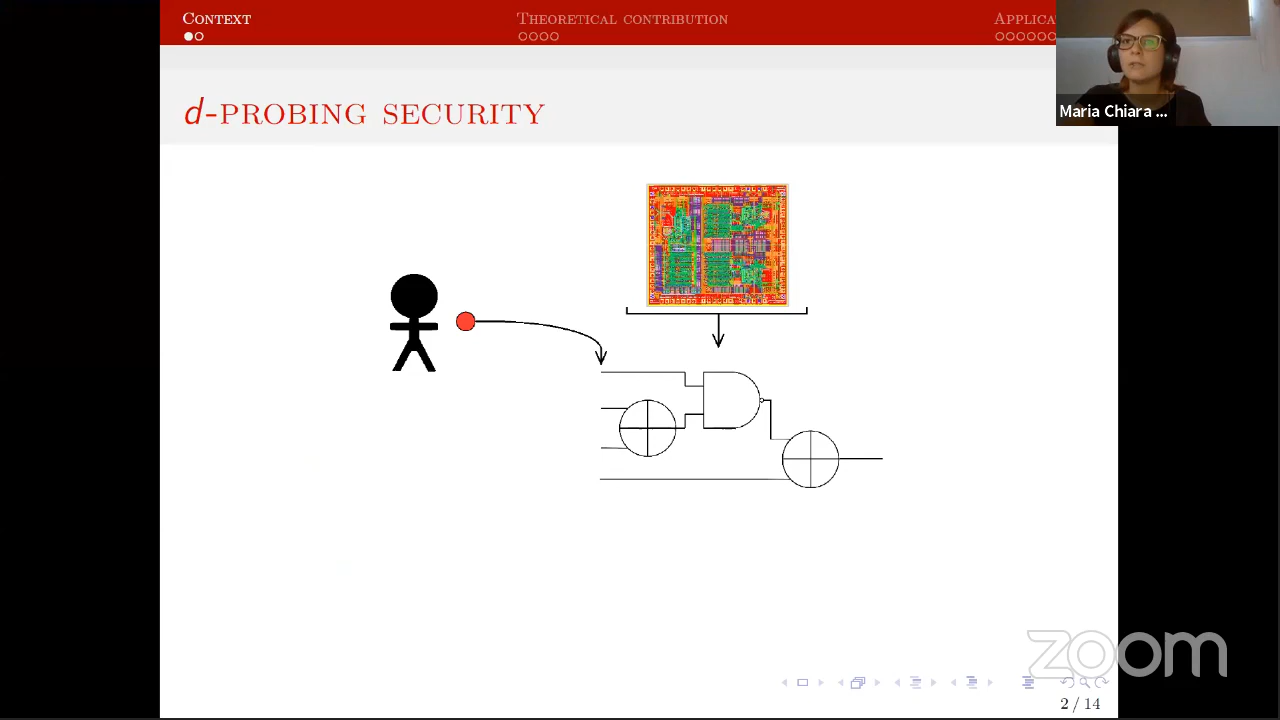 CONTEXT
THEORETICAL CONTRIBUTION
APPLICA
d-PROBING SECURITY
Maria Chiara ...
zoom
2 / 14